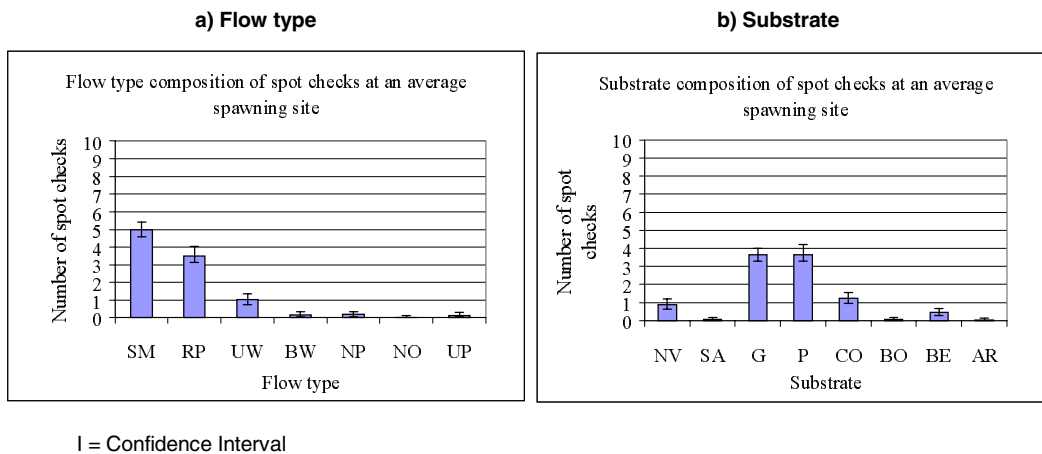 a) Flow type
Flow type composition of spot checks at an average
spawning site
Number of spot checks
10
9
8
7
6
5
4
3
2
1
0
SM RP UW BW NP NO UP
Flow type
b) Substrate
Substrate composition of spot checks at an average
spawning site
Number of spot
checks
10
9
8
7
6
5
4
3
2
1
0
NV SA G P CO BO BE AR
Substrate
I = Confidence Interval